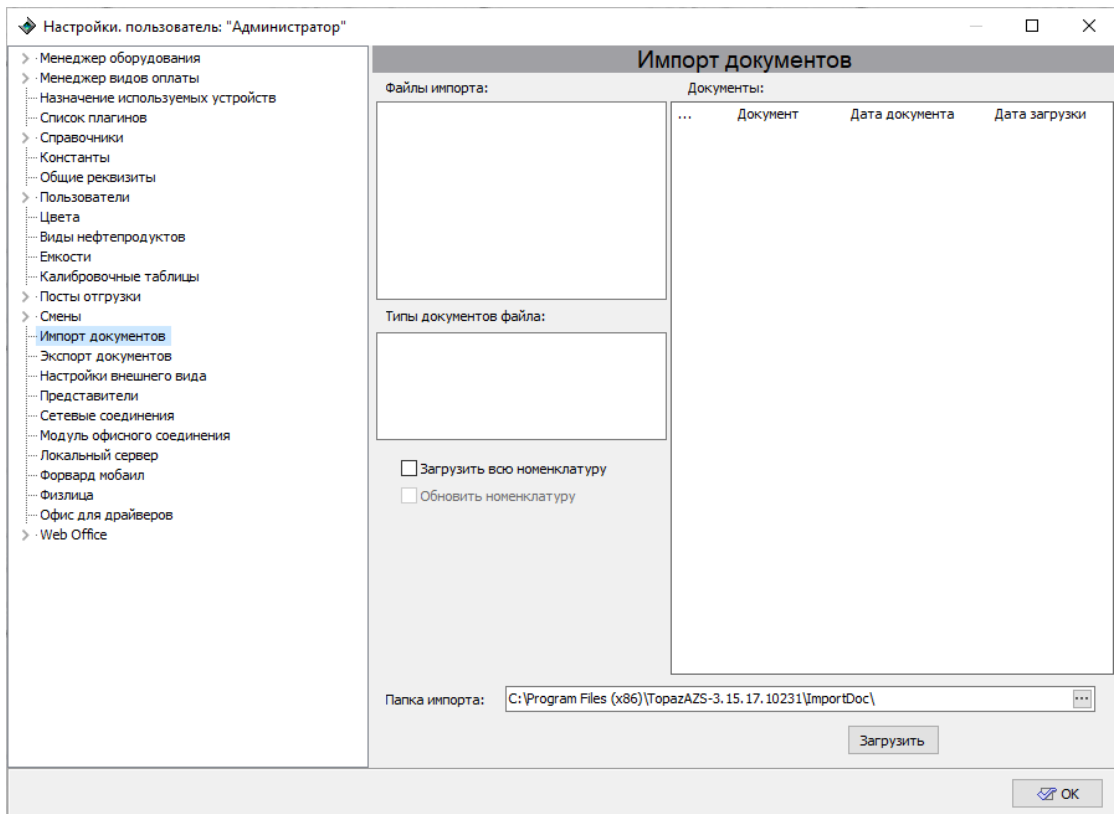 Настройки. пользователь: "Администратор"
Менеджер оборудования
Менеджер видов оплаты
Назначение используемых устройств
Список плагинов
Справочники
Константы
Общие реквизиты
Пользователи
Цвета
Виды нефтепродуктов
Емкости
Калибровочные таблицы
Посты отгрузки
Смены
Импорт документов
Экспорт документов
Настройки внешнего вида
Представители
Сетевые соединения
Модуль офисного соединения
Локальный сервер
Форвард мобаил
Физлица
Офис для драйверов
Web Office
Импорт документов
Файлы импорта:
Документы:
... Документ Дата документа Дата загрузки
Типы документов файла:
Загрузить всю номенклатуру
Обновить номенклатуру
Папка импорта: C:\Program Files (x86)\TopazAZS-3.15.17.10231\ImportDoc\ ...
Загрузить
OK